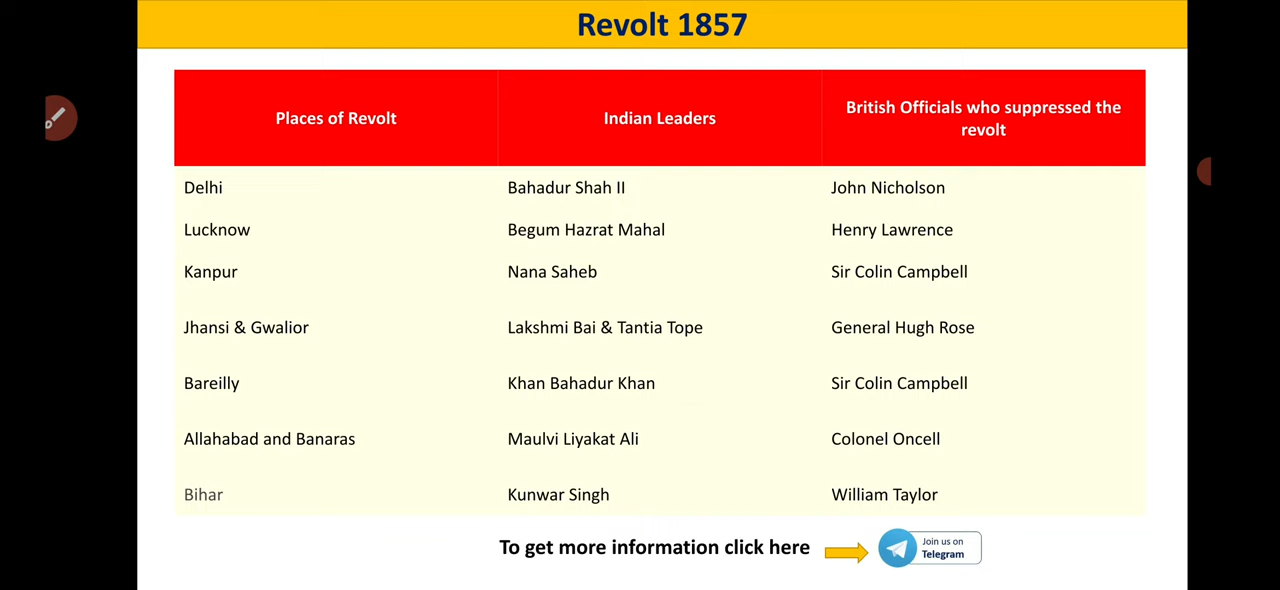 Revolt 1857
Places of Revolt
Indian Leaders
British Officials who suppressed the
revolt
Delhi
Bahadur Shah II
John Nicholson
Lucknow
Begum Hazrat Mahal
Henry Lawrence
Kanpur
Nana Saheb
Sir Colin Campbell
Jhansi & Gwalior
Lakshmi Bai & Tantia Tope
General Hugh Rose
Bareilly
Khan Bahadur Khan
Sir Colin Campbell
Allahabad and Banaras
Maulvi Liyakat Ali
Colonel Oncell
Bihar
Kunwar Singh
William Taylor
To get more information click here
Join us on
Telegram